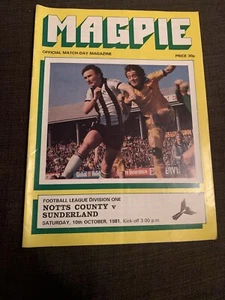 MAGPIE
OFFICIAL MATCH-DAY MAGAZINE
PRICE 30p
FOOTBALL LEAGUE DIVISION ONE
NOTTS COUNTY v
SUNDERLAND
SATURDAY, 10th OCTOBER, 1981. Kick-off 3.00 p.m.